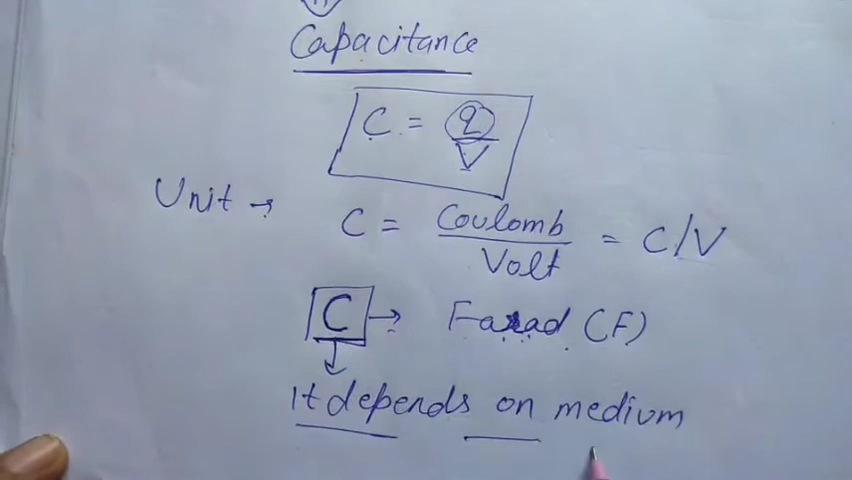 Capacitance
C = q/V
Unit → C = Coulomb/Volt = C/V
C → Farad (F)
It depends on medium